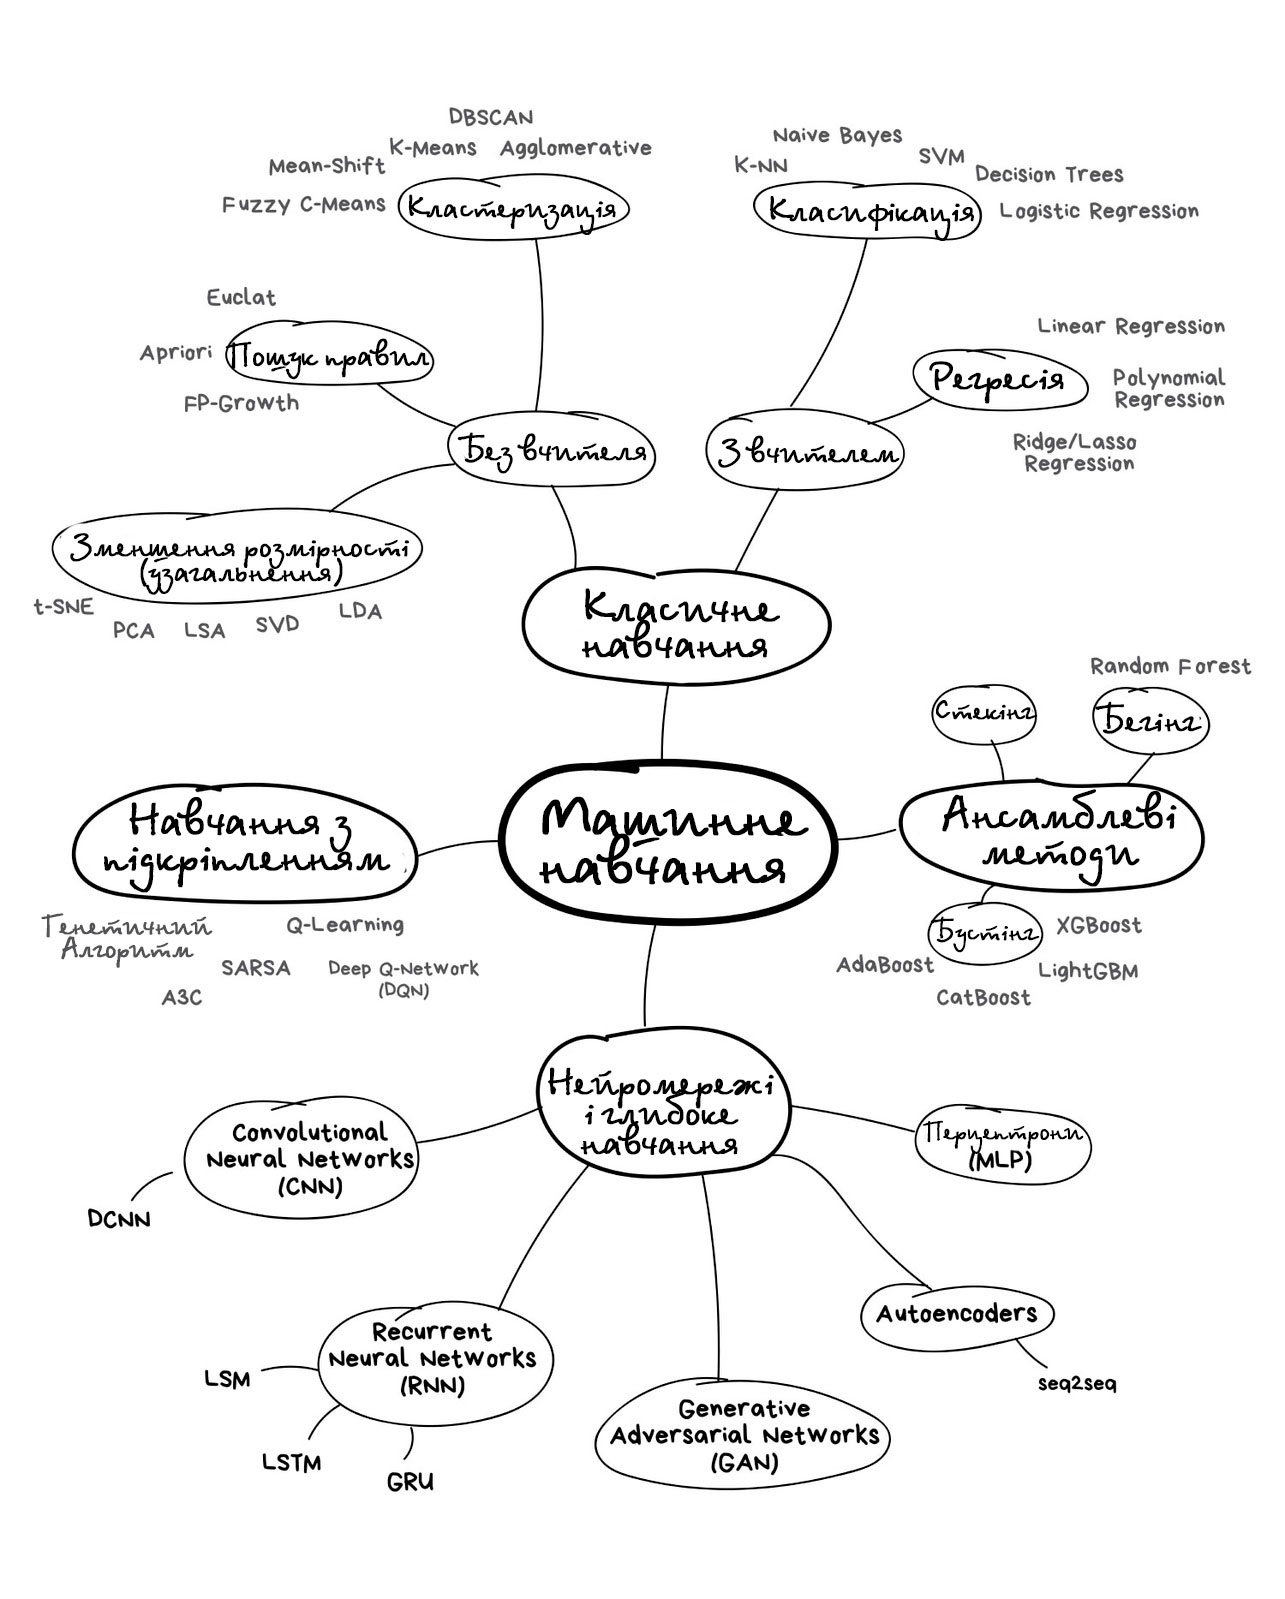 DBSCAN
K-Means
Agglomerative
Mean-Shift
Fuzzy C-Means
Кластеризація
Naive Bayes
K-NN
SVM
Decision Trees
Класифікація
Logistic Regression
Euclat
Apriori
Пошук правил
FP-Growth
Linear Regression
Регресія
Polynomial
Regression
Ridge/Lasso
Regression
Без вчителя
З вчителем
Зменшення розмірності
(узагальнення)
t-SNE
PCA
LSA
SVD
LDA
Класичне
навчання
Random Forest
Стекінг
Бегінг
Навчання з
підкріпленням
Машинне
навчання
Ансамблеві
методи
Генетичний
Алгоритм
Q-Learning
SARSA
Deep Q-Network
(DQN)
A3C
Бустінг
XGBoost
AdaBoost
LightGBM
CatBoost
Нейромережі
і глибоке
навчання
Convolutional
Neural Networks
(CNN)
DCNN
Перцептрони
(MLP)
Autoencoders
seq2seq
Recurrent
Neural Networks
(RNN)
LSM
LSTM
GRU
Generative
Adversarial Networks
(GAN)